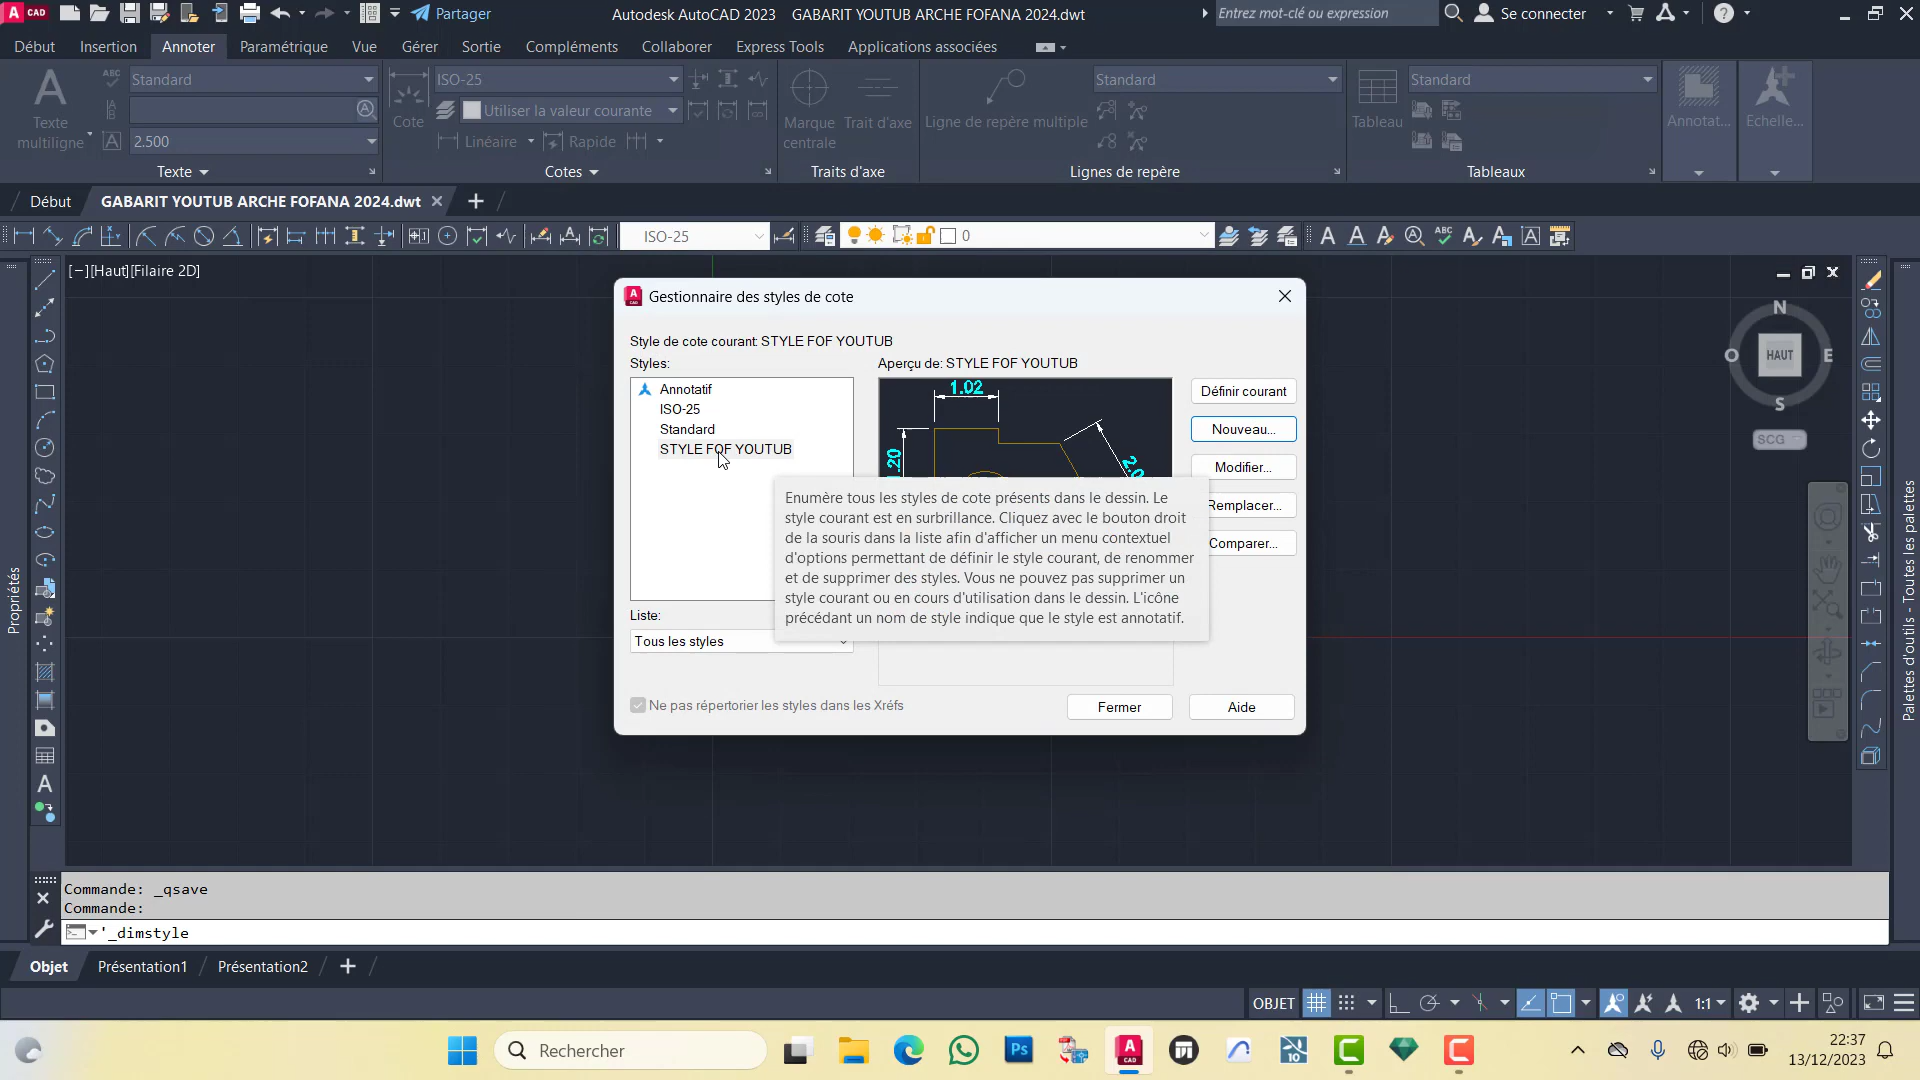 CAD
Partager
Autodesk AutoCAD 2023 GABARIT YOUTUB ARCHE FOFANA 2024.dwt
Entrez mot-clé ou expression
Se connecter
Début Insertion Annoter Paramétrique Vue Gérer Sortie Compléments Collaborer Express Tools Applications associées
Standard ISO-25 Standard Standard
Utiliser la valeur courante
Texte multiligne
2.500
Cote
Linéaire Rapide
Marque centrale
Trait d'axe
Ligne de repère multiple
Tableau
Annotat...
Echelle...
Texte Cotes Traits d'axe Lignes de repère Tableaux
Début GABARIT YOUTUB ARCHE FOFANA 2024.dwt
ISO-25
0
[−][Haut][Filaire 2D]
N
O HAUT E
S
SCG
Propriétés
Palettes d'outils - Toutes les palettes
Gestionnaire des styles de cote
Style de cote courant: STYLE FOF YOUTUB
Styles:
Aperçu de: STYLE FOF YOUTUB
Annotatif
ISO-25
Standard
STYLE FOF YOUTUB
1.02
Définir courant
Nouveau...
Modifier...
Remplacer...
Comparer...
Enumère tous les styles de cote présents dans le dessin. Le
style courant est en surbrillance. Cliquez avec le bouton droit
de la souris dans la liste afin d'afficher un menu contextuel
d'options permettant de définir le style courant, de renommer
et de supprimer des styles. Vous ne pouvez pas supprimer un
style courant ou en cours d'utilisation dans le dessin. L'icône
précédant un nom de style indique que le style est annotatif.
Liste:
Tous les styles
Ne pas répertorier les styles dans les Xréfs
Fermer
Aide
Commande: _qsave
Commande:
'_dimstyle
Objet Présentation1 Présentation2
OBJET
1:1
Rechercher
Ps
CAD
10
22:37
13/12/2023